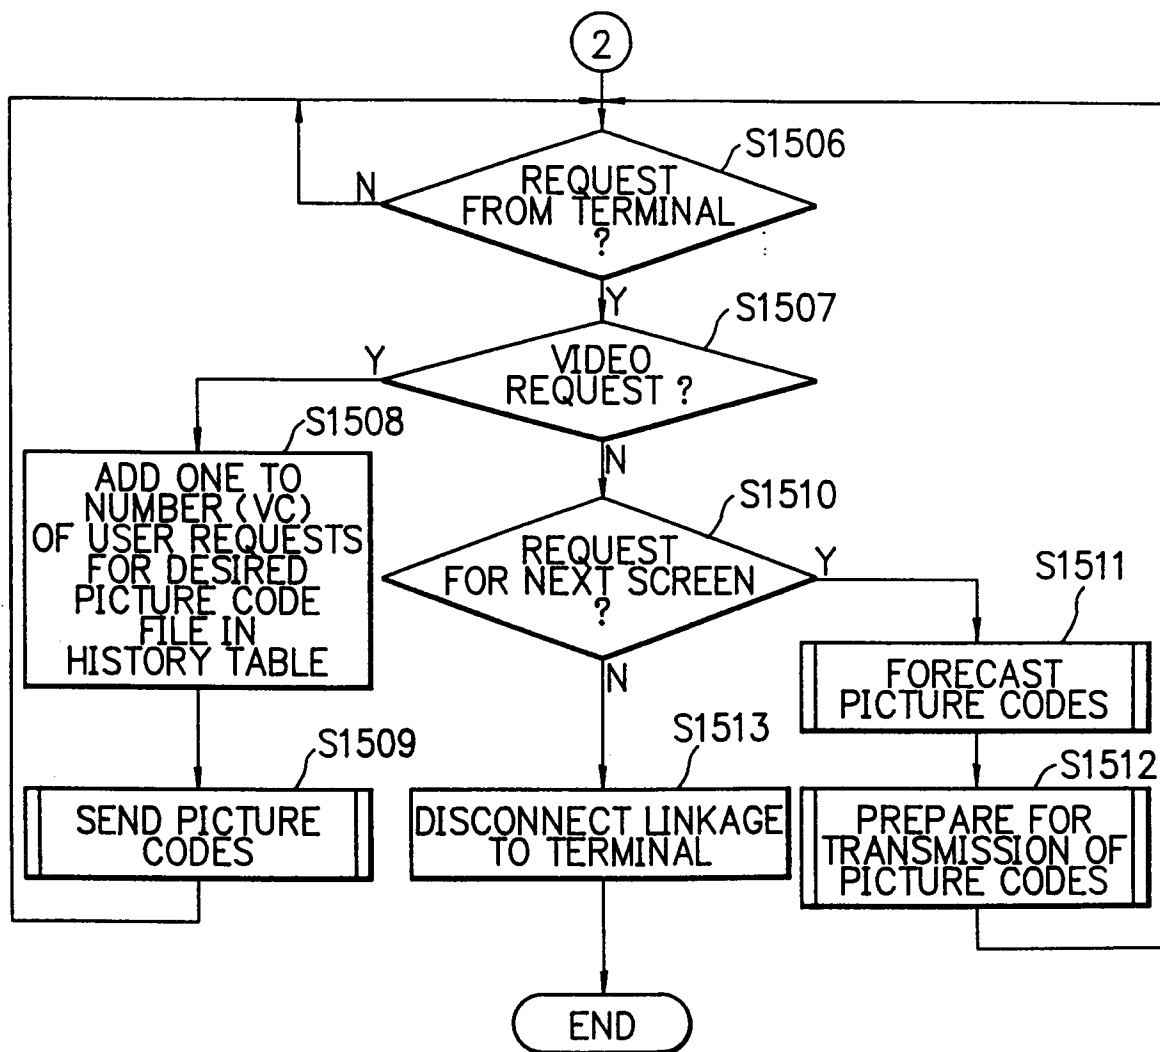 2
S1506
REQUEST
FROM TERMINAL
?
N
Y
S1507
VIDEO
REQUEST ?
Y
N
S1508
ADD ONE TO
NUMBER (VC)
OF USER REQUESTS
FOR DESIRED
PICTURE CODE
FILE IN
HISTORY TABLE
S1510
REQUEST
FOR NEXT SCREEN
?
Y
N
S1511
FORECAST
PICTURE CODES
S1509
SEND PICTURE
CODES
S1513
DISCONNECT LINKAGE
TO TERMINAL
S1512
PREPARE FOR
TRANSMISSION OF
PICTURE CODES
END